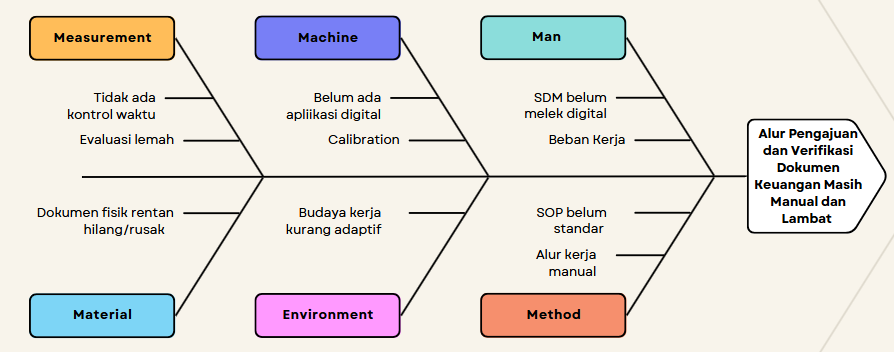 Measurement
Machine
Man
Tidak ada
kontrol waktu
Evaluasi lemah
Belum ada
apliikasi digital
Calibration
SDM belum
melek digital
Beban Kerja
Alur Pengajuan
dan Verifikasi
Dokumen
Keuangan Masih
Manual dan
Lambat
Dokumen fisik rentan
hilang/rusak
Budaya kerja
kurang adaptif
SOP belum
standar
Alur kerja
manual
Material
Environment
Method